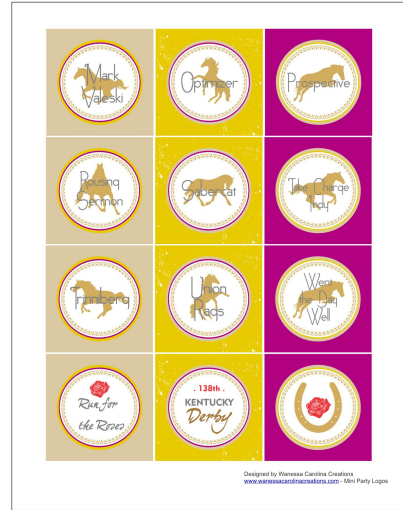 Mark
Valeski
Optimizer
Prospective
Rousing
Sermon
Sabercat
Take Charge
Indy
Trinniberg
Union
Rags
Went
the Day
Well
Run for
the Roses
. 138th .
KENTUCKY
Derby
Designed by Wanessa Carolina Creations
www.wanessacarolinacreations.com - Mini Party Logos